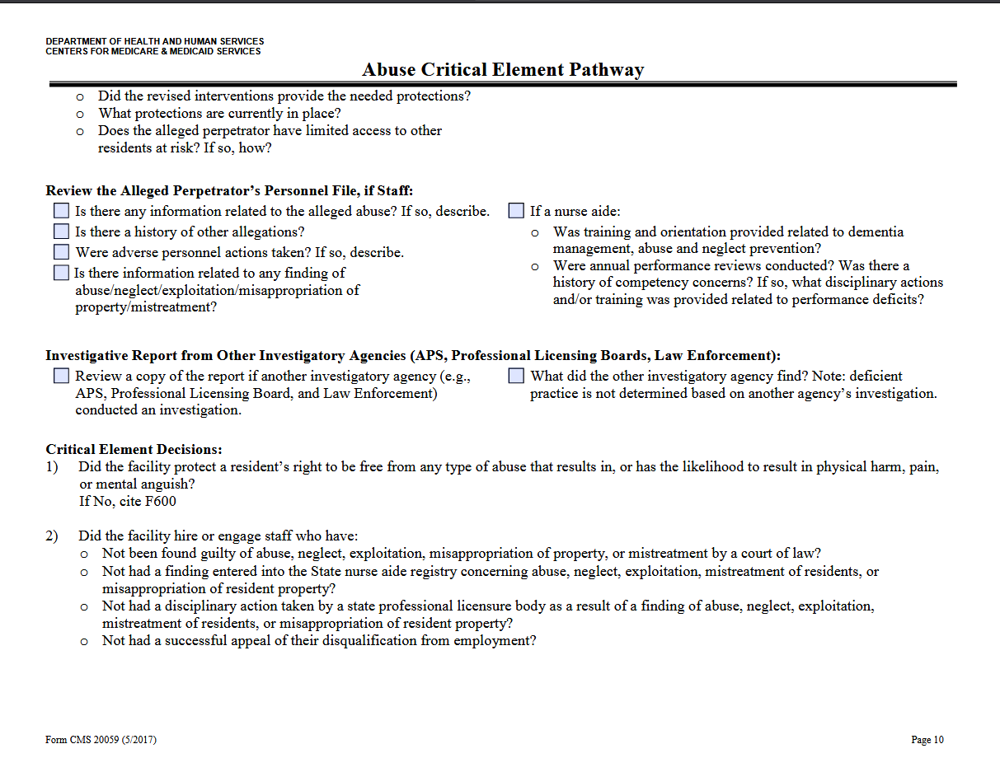 DEPARTMENT OF HEALTH AND HUMAN SERVICES
CENTERS FOR MEDICARE & MEDICAID SERVICES
Abuse Critical Element Pathway
o Did the revised interventions provide the needed protections?
o What protections are currently in place?
o Does the alleged perpetrator have limited access to other
residents at risk? If so, how?
Review the Alleged Perpetrator's Personnel File, if Staff:
Is there any information related to the alleged abuse? If so, describe.
Is there a history of other allegations?
Were adverse personnel actions taken? If so, describe.
Is there information related to any finding of
abuse/neglect/exploitation/misappropriation of
property/mistreatment?
If a nurse aide:
o Was training and orientation provided related to dementia
management, abuse and neglect prevention?
o Were annual performance reviews conducted? Was there a
history of competency concerns? If so, what disciplinary actions
and/or training was provided related to performance deficits?
Investigative Report from Other Investigatory Agencies (APS, Professional Licensing Boards, Law Enforcement):
Review a copy of the report if another investigatory agency (e.g.,
APS, Professional Licensing Board, and Law Enforcement)
conducted an investigation.
What did the other investigatory agency find? Note: deficient
practice is not determined based on another agency's investigation.
Critical Element Decisions:
1) Did the facility protect a resident's right to be free from any type of abuse that results in, or has the likelihood to result in physical harm, pain,
or mental anguish?
If No, cite F600
2) Did the facility hire or engage staff who have:
o Not been found guilty of abuse, neglect, exploitation, misappropriation of property, or mistreatment by a court of law?
o Not had a finding entered into the State nurse aide registry concerning abuse, neglect, exploitation, mistreatment of residents, or
misappropriation of resident property?
o Not had a disciplinary action taken by a state professional licensure body as a result of a finding of abuse, neglect, exploitation,
mistreatment of residents, or misappropriation of resident property?
o Not had a successful appeal of their disqualification from employment?
Form CMS 20059 (5/2017)
Page 10